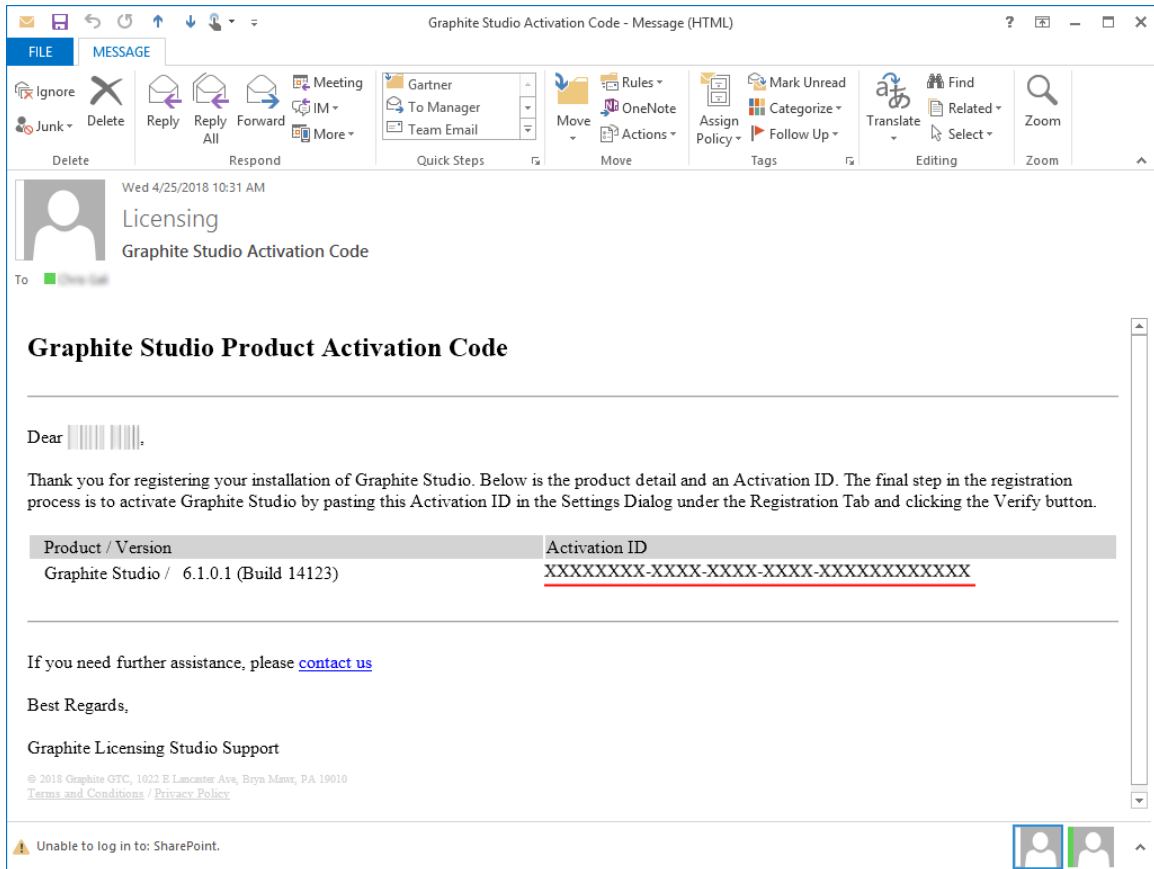 Graphite Studio Activation Code - Message (HTML)
?
FILE MESSAGE
Ignore
Junk
Delete
Reply
Reply All
Forward
Meeting
IM
More
Gartner
To Manager
Team Email
Move
Rules
OneNote
Actions
Assign Policy
Mark Unread
Categorize
Follow Up
Translate
Find
Related
Select
Zoom
Delete Respond Quick Steps Move Tags Editing Zoom
Wed 4/25/2018 10:31 AM
Licensing
Graphite Studio Activation Code
To
Graphite Studio Product Activation Code
Dear ,
Thank you for registering your installation of Graphite Studio. Below is the product detail and an Activation ID. The final step in the registration
process is to activate Graphite Studio by pasting this Activation ID in the Settings Dialog under the Registration Tab and clicking the Verify button.
Product / Version Activation ID
Graphite Studio / 6.1.0.1 (Build 14123) XXXXXXXX-XXXX-XXXX-XXXX-XXXXXXXXXXXX
If you need further assistance, please contact us
Best Regards,
Graphite Licensing Studio Support
© 2018 Graphite GTC, 1022 E Lancaster Ave, Bryn Mawr, PA 19010
Terms and Conditions / Privacy Policy
Unable to log in to: SharePoint.